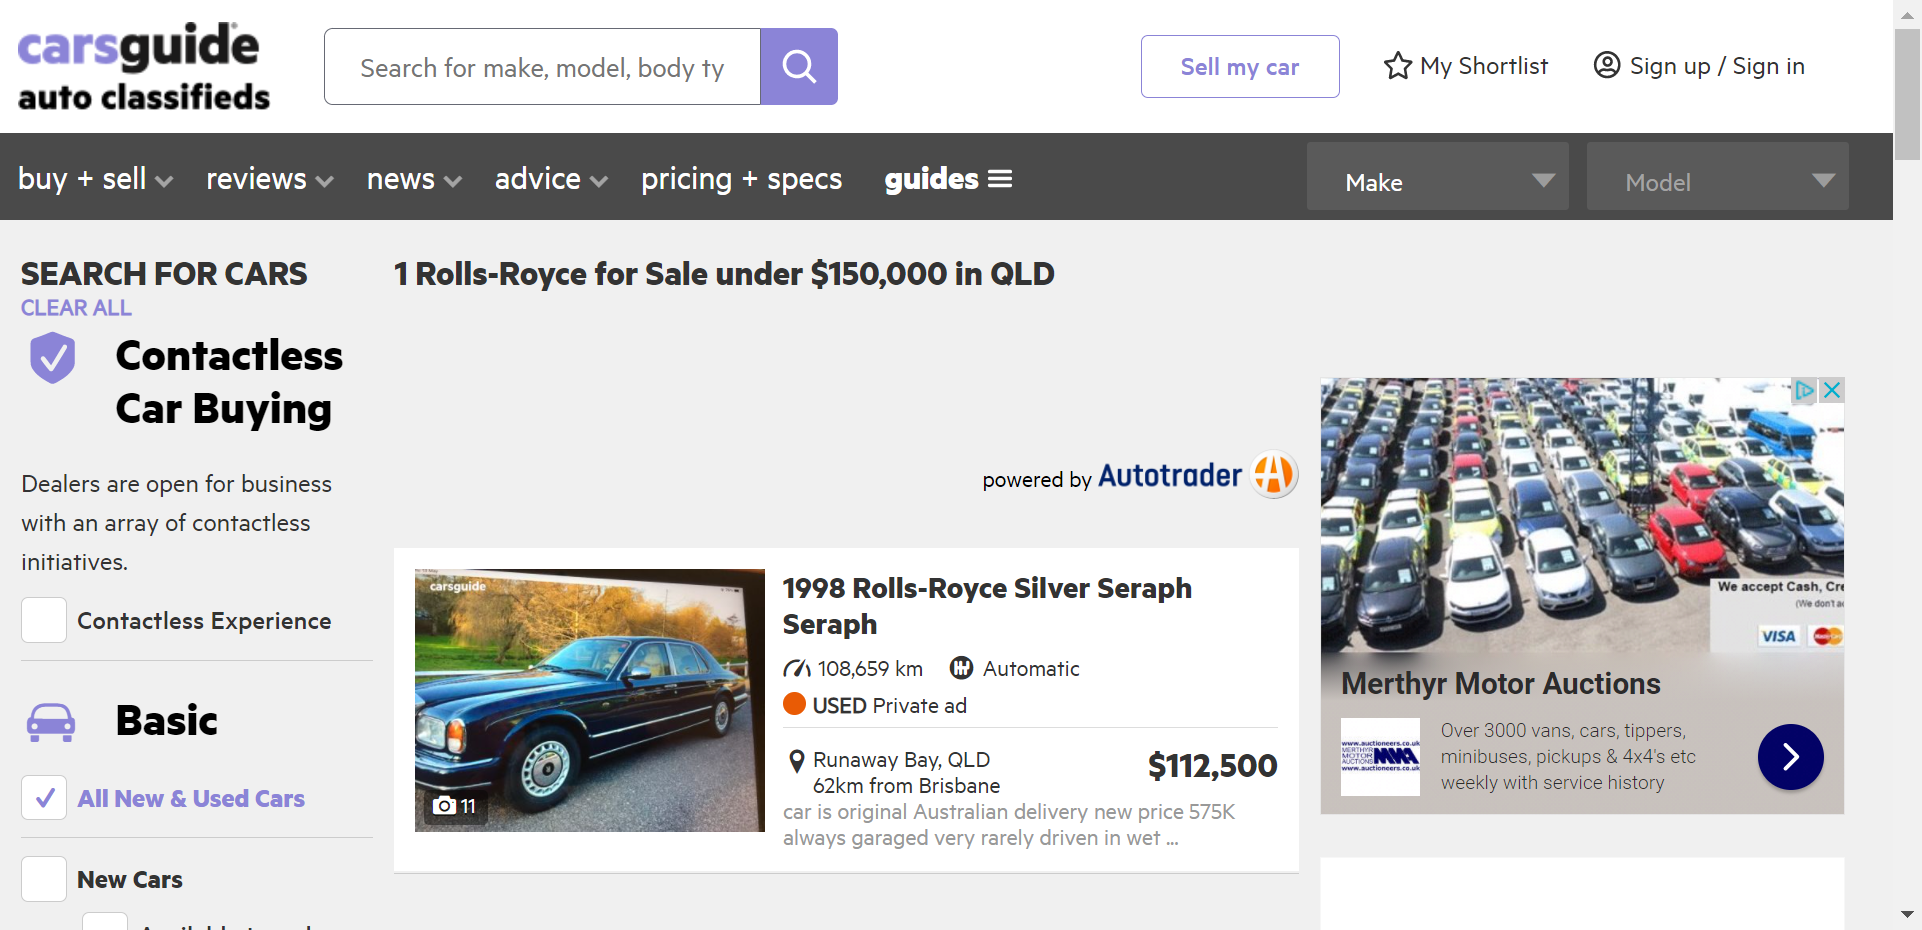 carsguide
auto classifieds
Search for make, model, body ty
Sell my car
My Shortlist
Sign up / Sign in
buy + sell
reviews
news
advice
pricing + specs
guides
Make
Model
SEARCH FOR CARS
CLEAR ALL
Contactless
Car Buying
Dealers are open for business
with an array of contactless
initiatives.
Contactless Experience
Basic
All New & Used Cars
New Cars
1 Rolls-Royce for Sale under $150,000 in QLD
powered by Autotrader
carsguide
11
1998 Rolls-Royce Silver Seraph
Seraph
108,659 km
Automatic
USED Private ad
Runaway Bay, QLD
62km from Brisbane
$112,500
car is original Australian delivery new price 575K
always garaged very rarely driven in wet ...
We accept Cash, Cre
(We don't a
VISA
MasterCard
Merthyr Motor Auctions
www.auctioneers.co.uk
MERTHYR
MOTOR
AUCTIONS
MMA
www.auctioneers.co.uk
Over 3000 vans, cars, tippers,
minibuses, pickups & 4x4's etc
weekly with service history